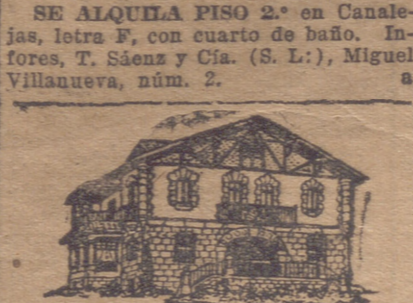 SE ALQUILA PISO 2.º en Canale-
jas, letra F, con cuarto de baño. In-
fores, T. Sáenz y Cía. (S. L:), Miguel
Villanueva, núm. 2. a